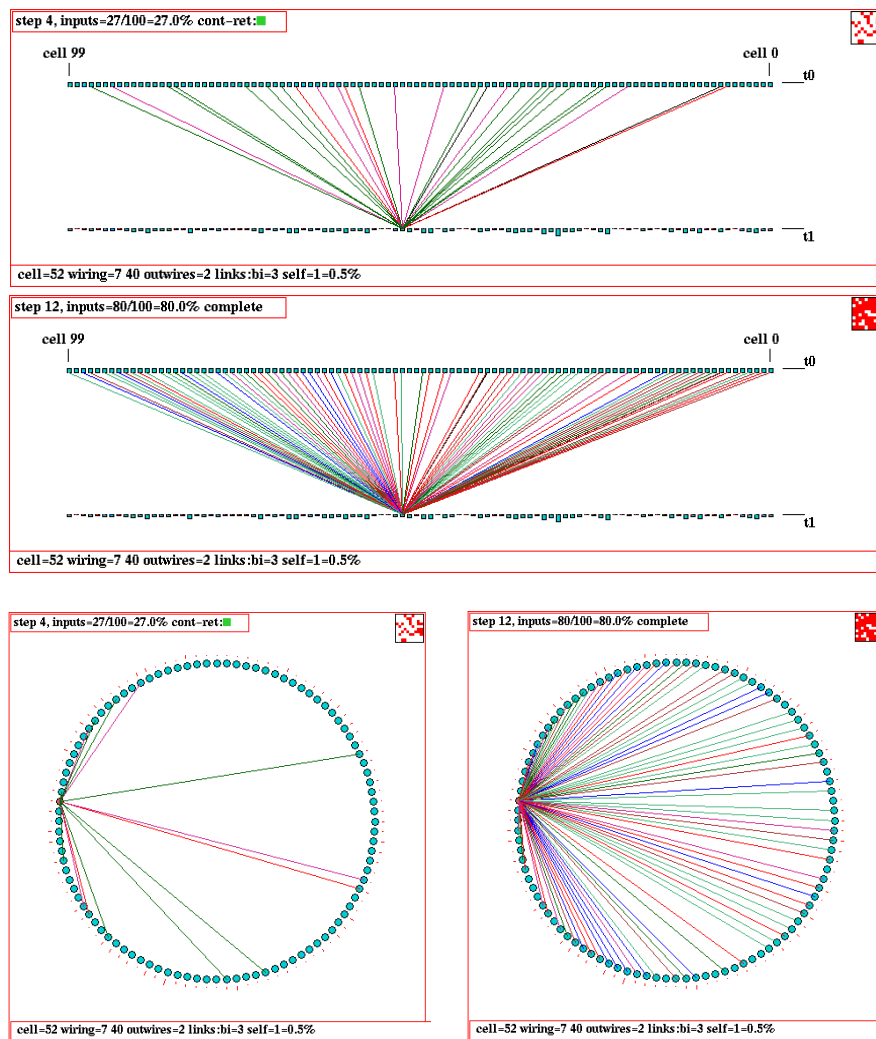 step 4, inputs=27/100=27.0% cont-ret:
cell 99
cell 0
t0
t1
cell=52 wiring=7 40 outwires=2 links:bi=3 self=1=0.5%
step 12, inputs=80/100=80.0% complete
cell 99
cell 0
t0
t1
cell=52 wiring=7 40 outwires=2 links:bi=3 self=1=0.5%
step 4, inputs=27/100=27.0% cont-ret:
step 12, inputs=80/100=80.0% complete
cell=52 wiring=7 40 outwires=2 links:bi=3 self=1=0.5%
cell=52 wiring=7 40 outwires=2 links:bi=3 self=1=0.5%